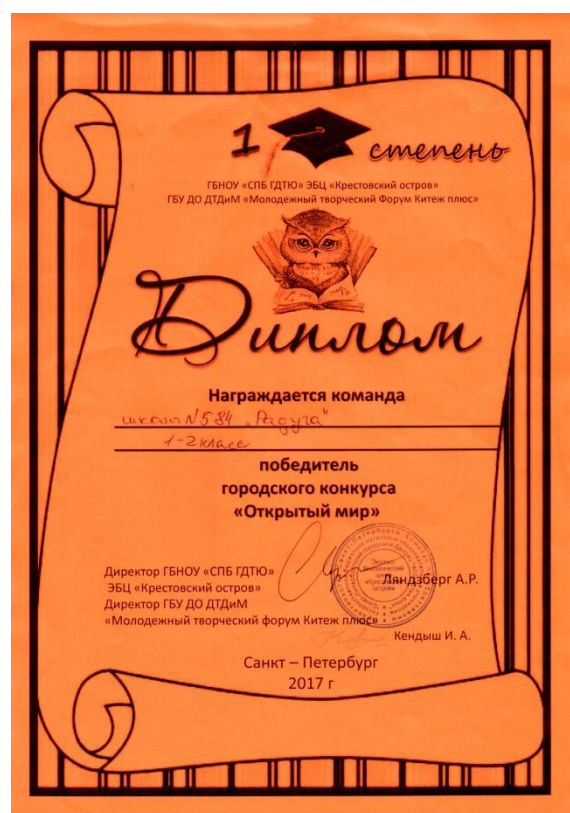 1 степень
ГБНОУ «СПБ ГДТЮ» ЭБЦ «Крестовский остров»
ГБУ ДО ДТДиМ «Молодежный творческий Форум Китеж плюс»
Диплом
Награждается команда
школы N584 „Радуга"
1-2 класс
победитель
городского конкурса
«Открытый мир»
Директор ГБНОУ «СПБ ГДТЮ»
ЭБЦ «Крестовский остров»
Ляндзберг А.Р.
Директор ГБУ ДО ДТДиМ
«Молодежный творческий форум Китеж плюс»
Кендыш И. А.
Санкт – Петербург
2017 г